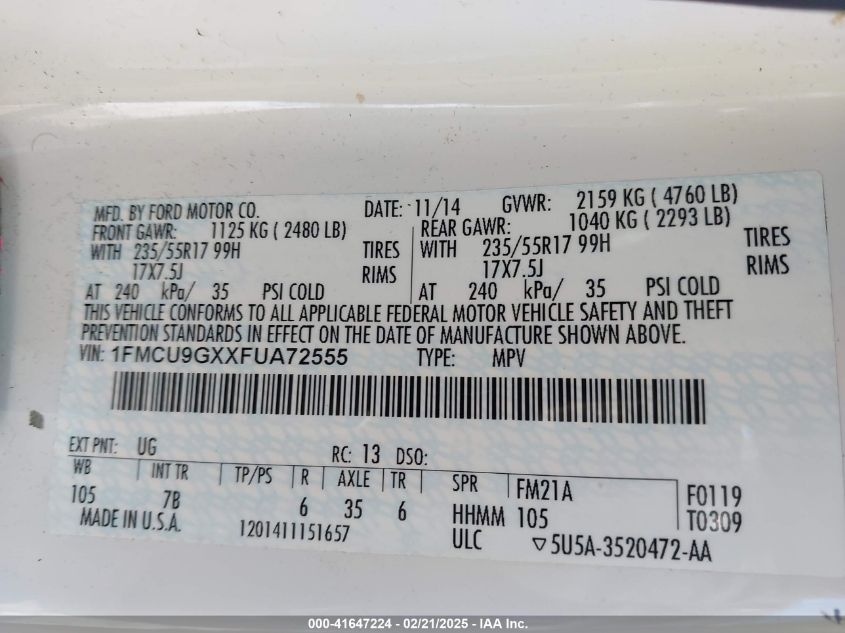 MFD. BY FORD MOTOR CO. DATE: 11/14 GVWR: 2159 KG ( 4760 LB)
FRONT GAWR: 1125 KG ( 2480 LB) REAR GAWR: 1040 KG ( 2293 LB)
WITH 235/55R17 99H TIRES WITH 235/55R17 99H TIRES
17X7.5J RIMS 17X7.5J RIMS
AT 240 kPa/ 35 PSI COLD AT 240 kPa/ 35 PSI COLD
THIS VEHICLE CONFORMS TO ALL APPLICABLE FEDERAL MOTOR VEHICLE SAFETY AND THEFT
PREVENTION STANDARDS IN EFFECT ON THE DATE OF MANUFACTURE SHOWN ABOVE.
VIN: 1FMCU9GXXFUA72555 TYPE: MPV
EXT PNT: UG RC: 13 DSO:
WB INT TR TP/PS R AXLE TR SPR FM21A F0119
105 7B 6 35 6 HHMM 105 T0309
MADE IN U.S.A. 1201411151657 ULC ▽5U5A-3520472-AA
000-41647224 - 02/21/2025 - IAA Inc.